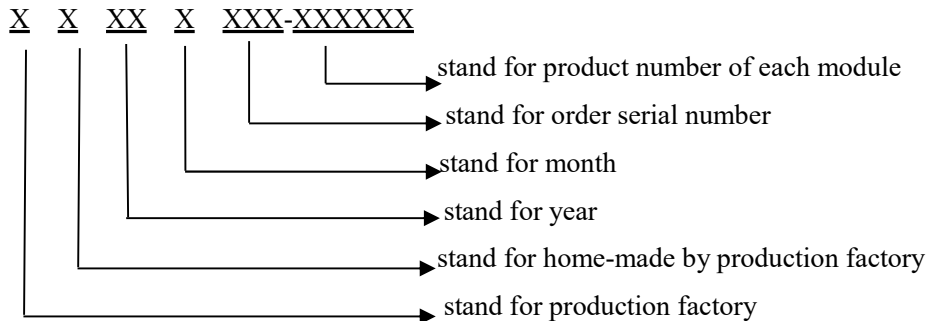 X X XX X XXX-XXXXXX
stand for product number of each module
stand for order serial number
stand for month
stand for year
stand for home-made by production factory
stand for production factory